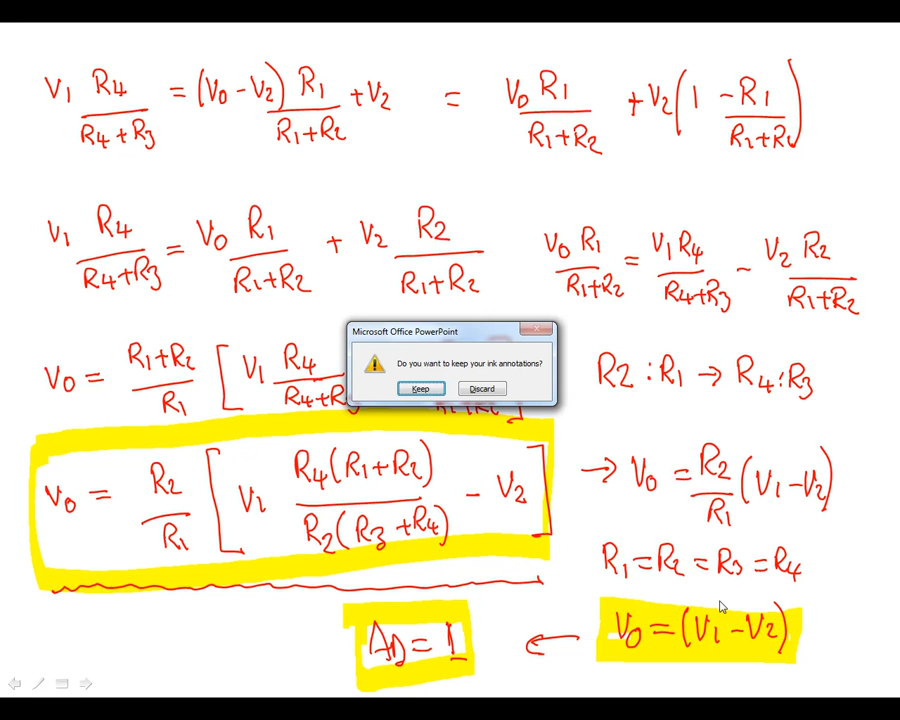 V1 R4/(R4+R3) = (V0-V2) R1/(R1+R2) + V2 = V0 R1/(R1+R2) + V2(1 - R1/(R1+R
V1 R4/(R4+R3) = V0 R1/(R1+R2) + V2 R2/(R1+R2)
V0 R1/(R1+R2) = V1 R4/(R4+R3) - V2 R2/(R1+R2)
Microsoft Office PowerPoint
Do you want to keep your ink annotations?
Keep Discard
V0 = (R1+R2)/R1 [ V1 R4/(R4+R3
R2 : R1 → R4 : R3
V0 = R2/R1 [ V1 R4(R1+R2)/(R2(R3+R4)) - V2 ]
→ V0 = R2/R1 (V1-V2)
R1 = R2 = R3 = R4
V0 = (V1-V2)
← AD = 1